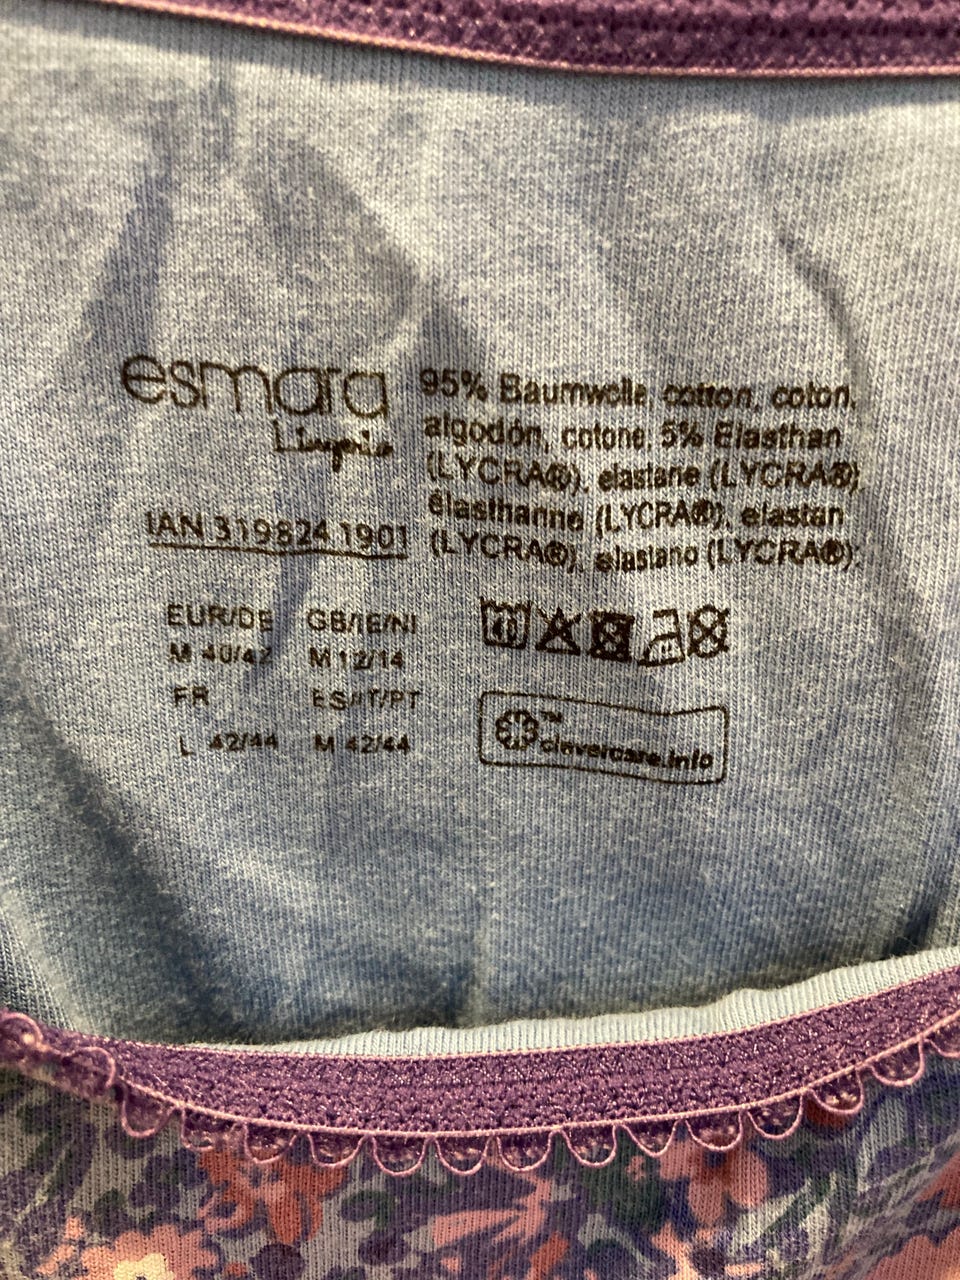 esmara
Lingerie
IAN 319824 1901
95% Baumwolle, cotton, coton,
algodón, cotone, 5% Elasthan
(LYCRA®), elastane (LYCRA®),
élasthanne (LYCRA®), elastan
(LYCRA®), elastano (LYCRA®);
EUR/DE GB/IE/NI
M 40/42 M 12/14
FR ES/IT/PT
L 42/44 M 42/44
40
™
clevercare.info